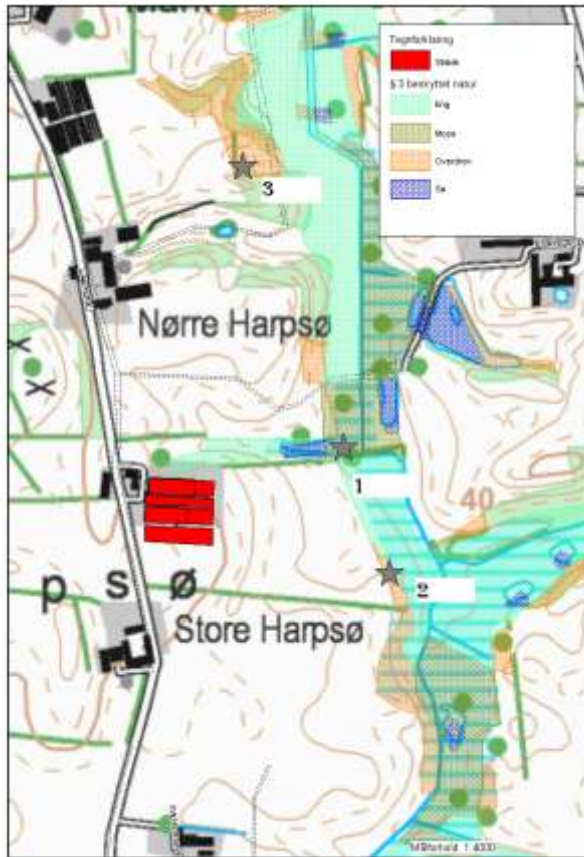 Tegnforklaring
§ 3 beskyttet natur
Eng
Mose
Overdrev
Sø
3
Nørre Harpsø
1
40
2
p s ø
Store Harpsø
Målforhold 1:4000